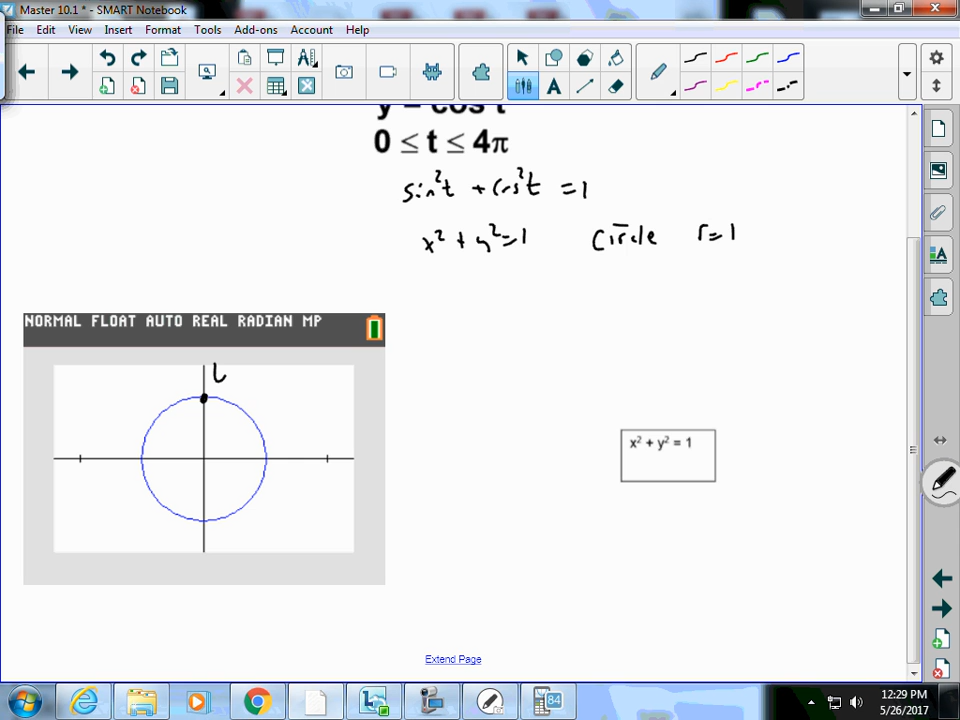 Master 10.1 * - SMART Notebook
File Edit View Insert Format Tools Add-ons Account Help
y = cos t
0 ≤ t ≤ 4π
sin²t + cos²t = 1
x² + y² = 1 Circle r = 1
NORMAL FLOAT AUTO REAL RADIAN MP
x² + y² = 1
Extend Page
84
12:29 PM
5/26/2017